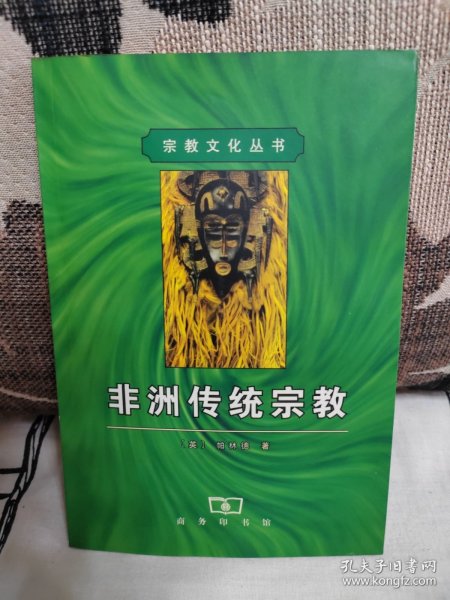 宗教文化丛书
非洲传统宗教
〔英〕 帕林德 著
商务印书馆
孔夫子旧书网
www.kongfz.com